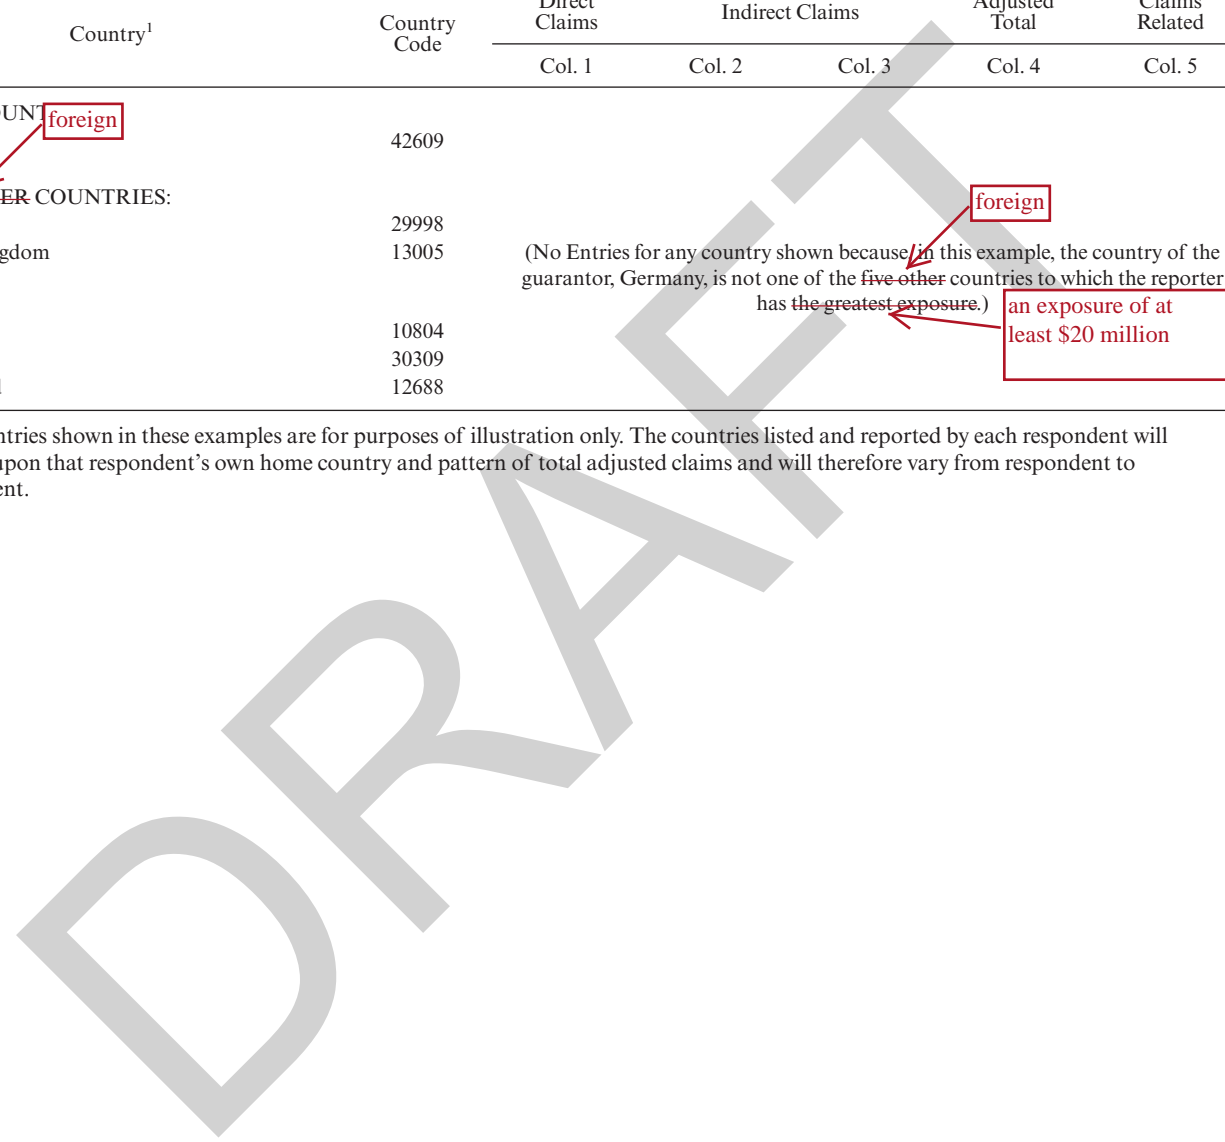 Direct Adjusted Claims
Country1 Country Claims Indirect Claims Total Related
Code
Col. 1 Col. 2 Col. 3 Col. 4 Col. 5
foreign
42609
ER COUNTRIES:
foreign
29998
gdom 13005 (No Entries for any country shown because in this example, the country of the
guarantor, Germany, is not one of the five other countries to which the reporter
has the greatest exposure.) an exposure of at
least $20 million
10804
30309
12688
ntries shown in these examples are for purposes of illustration only. The countries listed and reported by each respondent will
upon that respondent's own home country and pattern of total adjusted claims and will therefore vary from respondent to
ent.
DRAFT